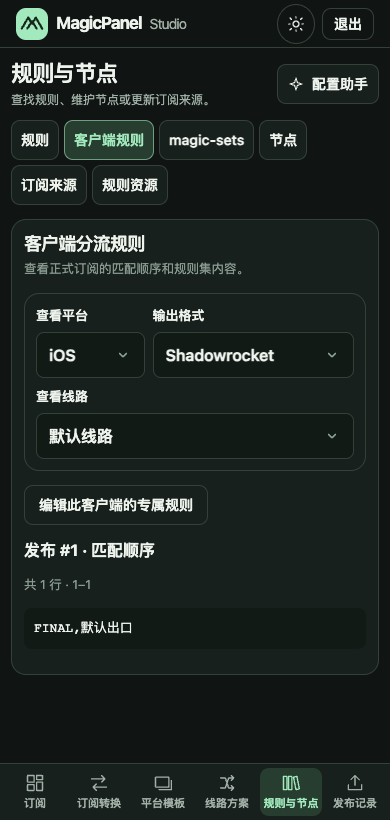 MagicPanel Studio
退出
规则与节点
查找规则、维护节点或更新订阅来源。
配置助手
规则
客户端规则
magic-sets
节点
订阅来源
规则资源
客户端分流规则
查看正式订阅的匹配顺序和规则集内容。
查看平台
输出格式
iOS
Shadowrocket
查看线路
默认线路
编辑此客户端的专属规则
发布 #1 · 匹配顺序
共 1 行 · 1–1
FINAL,默认出口
订阅
订阅转换
平台模板
线路方案
规则与节点
发布记录